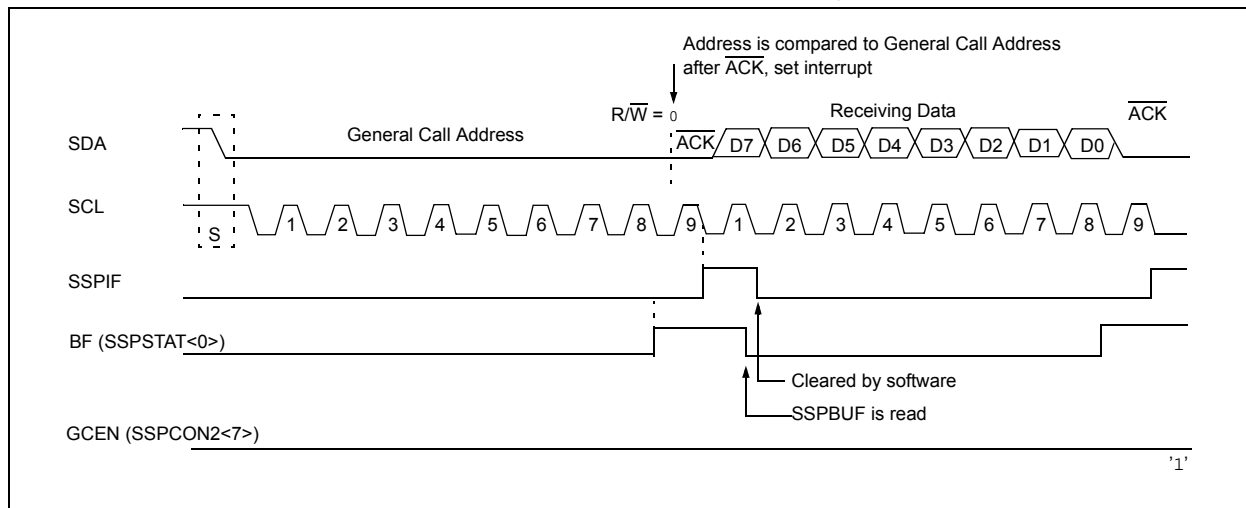 Address is compared to General Call Address
after ACK, set interrupt
R/W = 0
Receiving Data
ACK
SDA
General Call Address
ACK D7 D6 D5 D4 D3 D2 D1 D0
SCL
S
1 2 3 4 5 6 7 8 9 1 2 3 4 5 6 7 8 9
SSPIF
BF (SSPSTAT<0>)
Cleared by software
SSPBUF is read
GCEN (SSPCON2<7>)
'1'